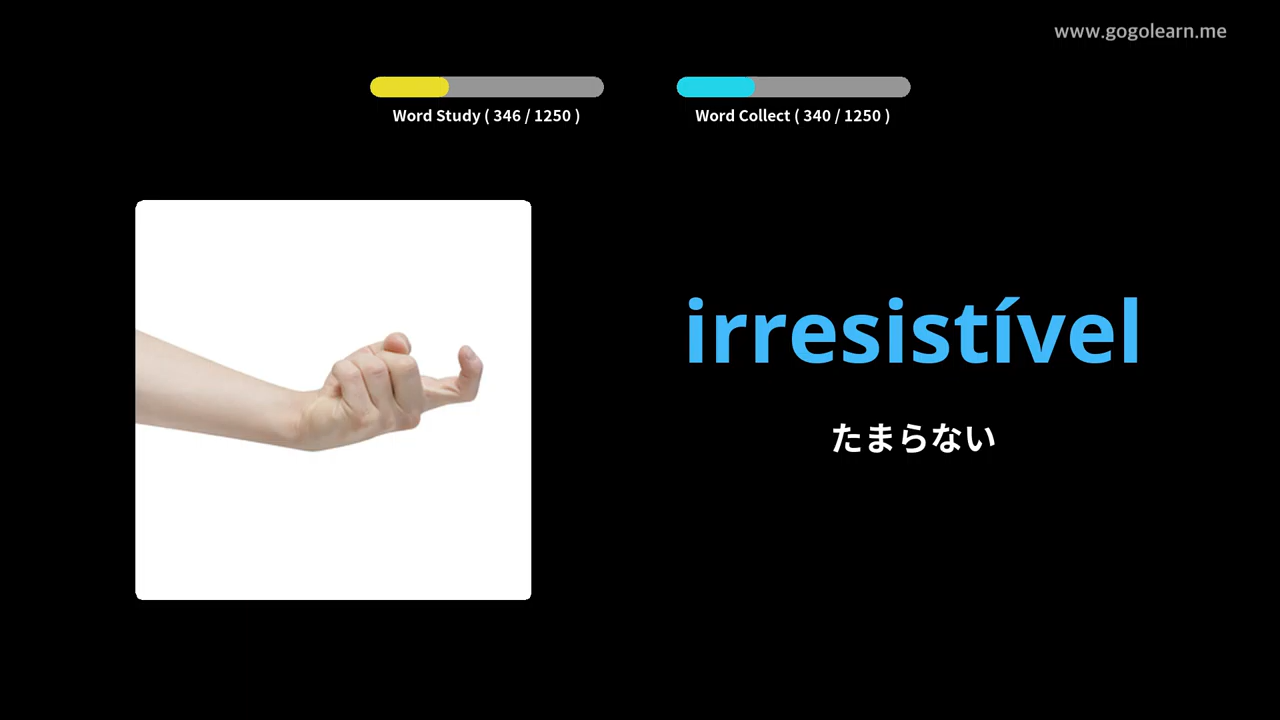 www.gogolearn.me
Word Study ( 346 / 1250 )
Word Collect ( 340 / 1250 )
irresistível
たまらない